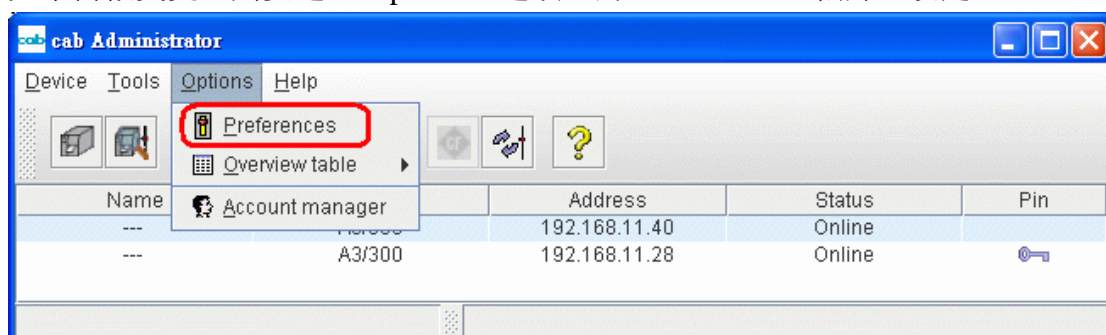 cab cab Administrator
Device Tools Options Help
Preferences
Overview table
Account manager
Name Address Status Pin
--- 192.168.11.40 Online
--- A3/300 192.168.11.28 Online